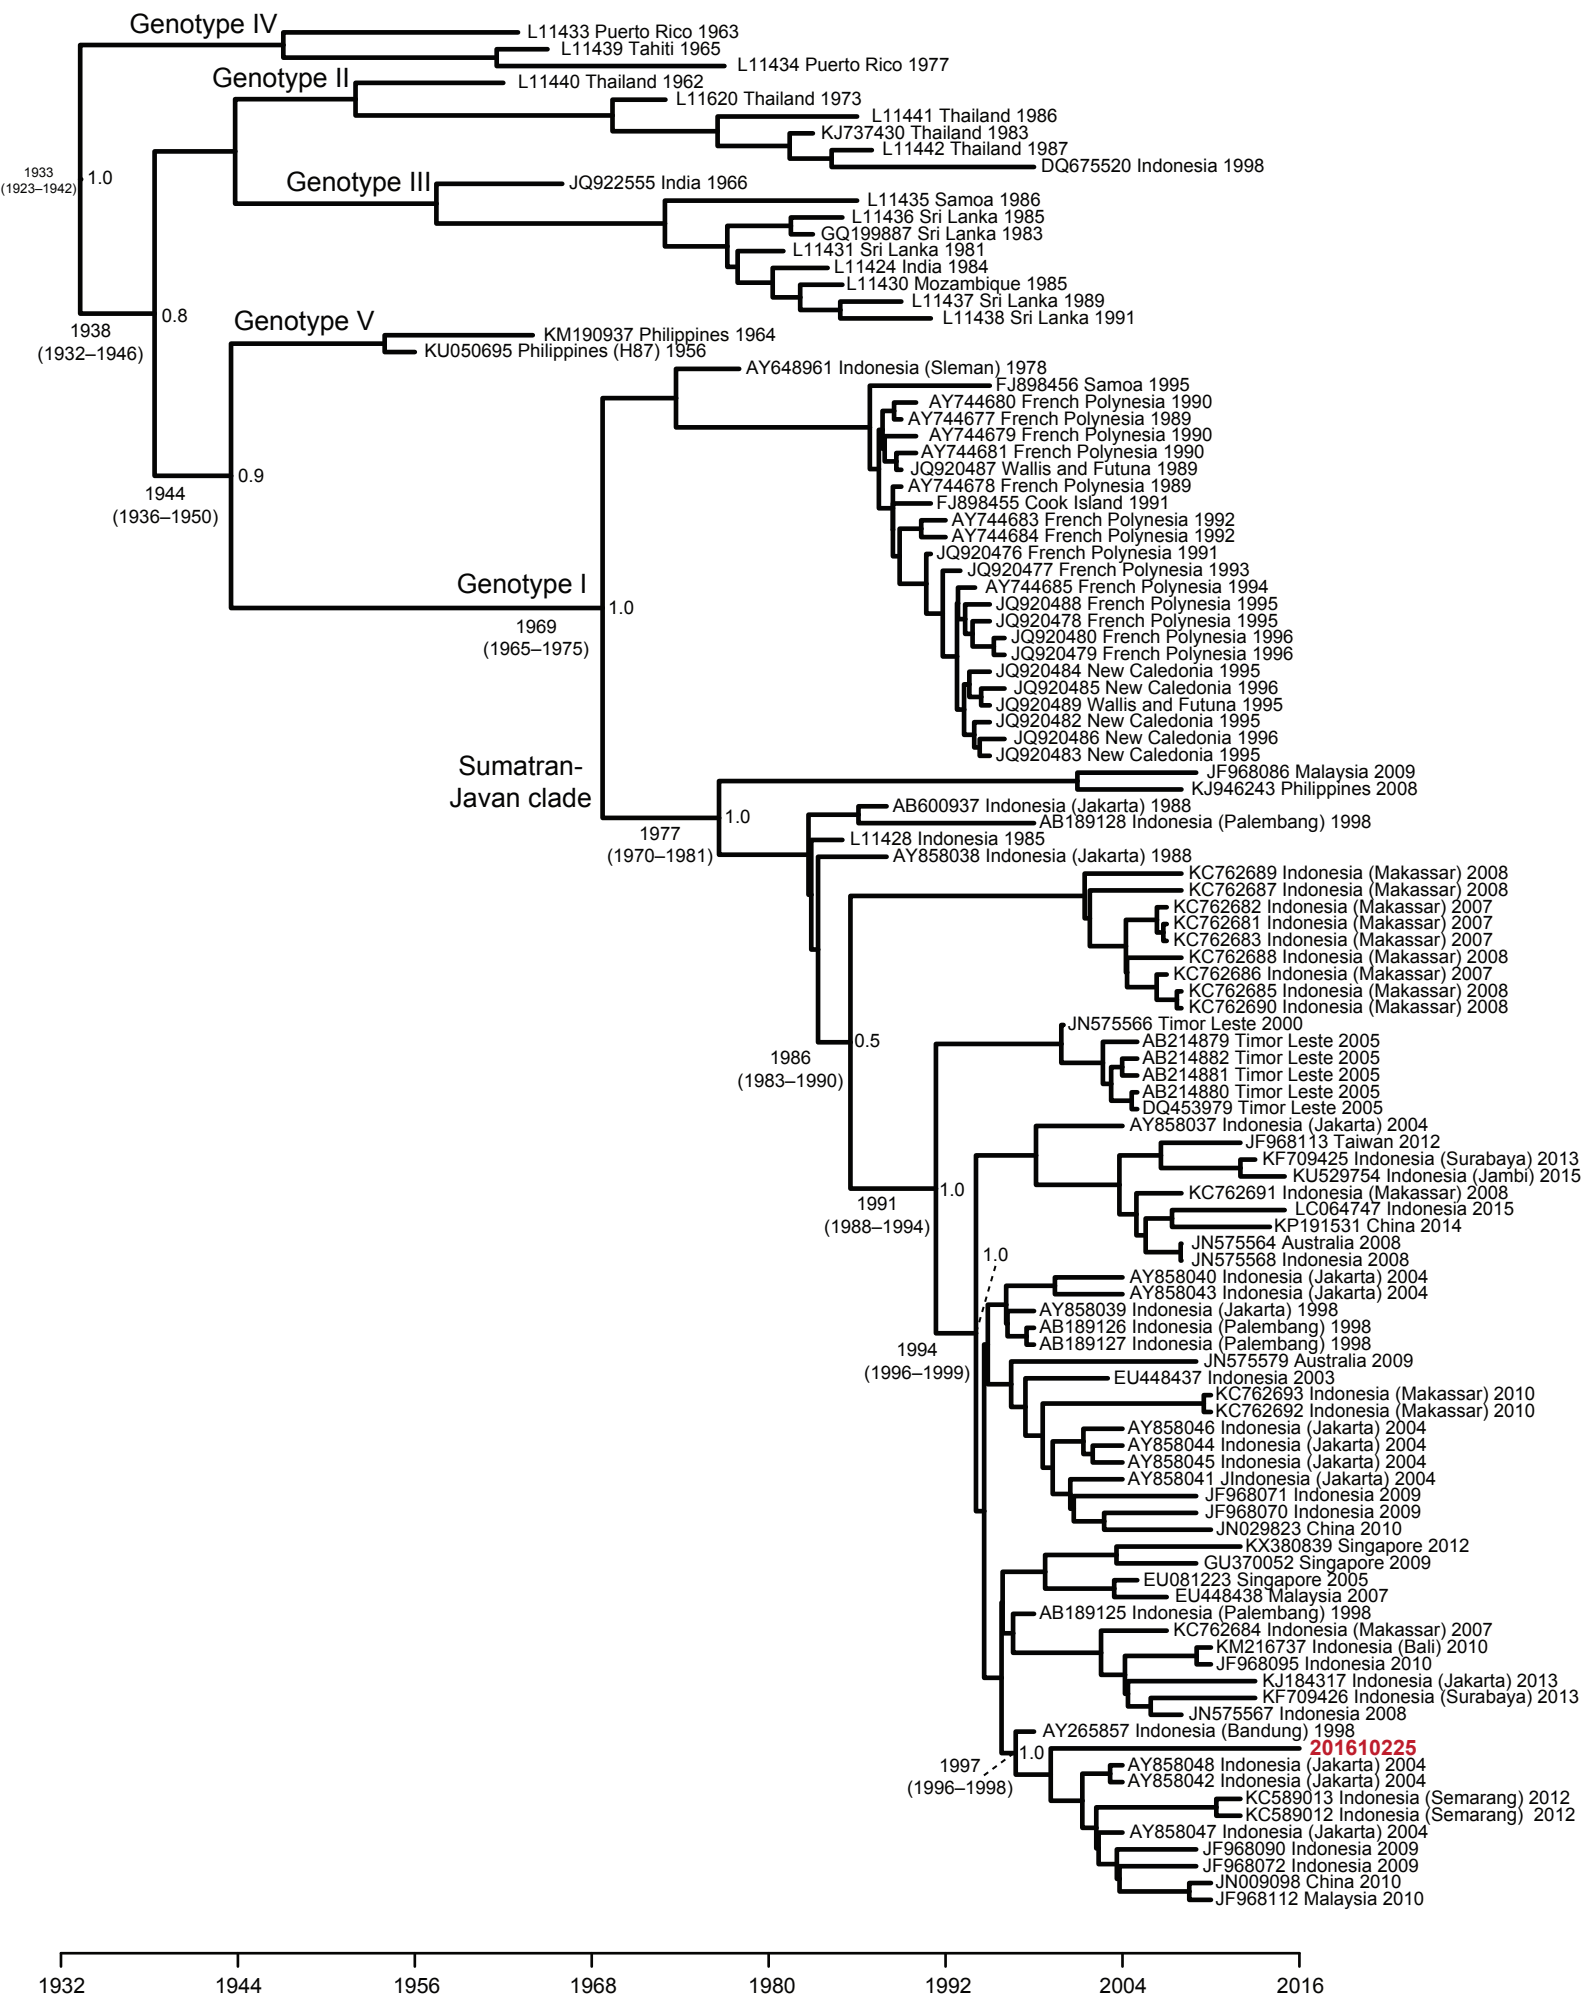 Genotype IV
L11433 Puerto Rico 1963
L11439 Tahiti 1965
L11434 Puerto Rico 1977
Genotype II
L11440 Thailand 1962
L11620 Thailand 1973
L11441 Thailand 1986
KJ737430 Thailand 1983
L11442 Thailand 1987
DQ675520 Indonesia 1998
1933
(1923–1942)
1.0
Genotype III
JQ922555 India 1966
L11435 Samoa 1986
L11436 Sri Lanka 1985
GQ199887 Sri Lanka 1983
L11431 Sri Lanka 1981
L11424 India 1984
L11430 Mozambique 1985
L11437 Sri Lanka 1989
L11438 Sri Lanka 1991
0.8
1938
(1932–1946)
Genotype V
KM190937 Philippines 1964
KU050695 Philippines (H87) 1956
AY648961 Indonesia (Sleman) 1978
FJ898456 Samoa 1995
AY744680 French Polynesia 1990
AY744677 French Polynesia 1989
AY744679 French Polynesia 1990
AY744681 French Polynesia 1990
JQ920487 Wallis and Futuna 1989
0.9
1944
(1936–1950)
AY744678 French Polynesia 1989
FJ898455 Cook Island 1991
AY744683 French Polynesia 1992
AY744684 French Polynesia 1992
JQ920476 French Polynesia 1991
JQ920477 French Polynesia 1993
Genotype I
AY744685 French Polynesia 1994
JQ920488 French Polynesia 1995
1.0
1969
(1965–1975)
JQ920478 French Polynesia 1995
JQ920480 French Polynesia 1996
JQ920479 French Polynesia 1996
JQ920484 New Caledonia 1995
JQ920485 New Caledonia 1996
JQ920489 Wallis and Futuna 1995
JQ920482 New Caledonia 1995
JQ920486 New Caledonia 1996
JQ920483 New Caledonia 1995
Sumatran-
Javan clade
JF968086 Malaysia 2009
KJ946243 Philippines 2008
AB600937 Indonesia (Jakarta) 1988
AB189128 Indonesia (Palembang) 1998
1.0
1977
(1970–1981)
L11428 Indonesia 1985
AY858038 Indonesia (Jakarta) 1988
KC762689 Indonesia (Makassar) 2008
KC762687 Indonesia (Makassar) 2008
KC762682 Indonesia (Makassar) 2007
KC762681 Indonesia (Makassar) 2007
KC762683 Indonesia (Makassar) 2007
KC762688 Indonesia (Makassar) 2008
KC762686 Indonesia (Makassar) 2007
KC762685 Indonesia (Makassar) 2008
KC762690 Indonesia (Makassar) 2008
JN575566 Timor Leste 2000
0.5
1986
(1983–1990)
AB214879 Timor Leste 2005
AB214882 Timor Leste 2005
AB214881 Timor Leste 2005
AB214880 Timor Leste 2005
DQ453979 Timor Leste 2005
AY858037 Indonesia (Jakarta) 2004
JF968113 Taiwan 2012
KF709425 Indonesia (Surabaya) 2013
KU529754 Indonesia (Jambi) 2015
1.0
1991
(1988–1994)
KC762691 Indonesia (Makassar) 2008
LC064747 Indonesia 2015
KP191531 China 2014
JN575564 Australia 2008
JN575568 Indonesia 2008
1.0
AY858040 Indonesia (Jakarta) 2004
AY858043 Indonesia (Jakarta) 2004
AY858039 Indonesia (Jakarta) 1998
AB189126 Indonesia (Palembang) 1998
AB189127 Indonesia (Palembang) 1998
1994
(1996–1999)
JN575579 Australia 2009
EU448437 Indonesia 2003
KC762693 Indonesia (Makassar) 2010
KC762692 Indonesia (Makassar) 2010
AY858046 Indonesia (Jakarta) 2004
AY858044 Indonesia (Jakarta) 2004
AY858045 Indonesia (Jakarta) 2004
AY858041 JIndonesia (Jakarta) 2004
JF968071 Indonesia 2009
JF968070 Indonesia 2009
JN029823 China 2010
KX380839 Singapore 2012
GU370052 Singapore 2009
EU081223 Singapore 2005
EU448438 Malaysia 2007
AB189125 Indonesia (Palembang) 1998
KC762684 Indonesia (Makassar) 2007
KM216737 Indonesia (Bali) 2010
JF968095 Indonesia 2010
KJ184317 Indonesia (Jakarta) 2013
KF709426 Indonesia (Surabaya) 2013
JN575567 Indonesia 2008
AY265857 Indonesia (Bandung) 1998
201610225
1.0
1997
(1996–1998)
AY858048 Indonesia (Jakarta) 2004
AY858042 Indonesia (Jakarta) 2004
KC589013 Indonesia (Semarang) 2012
KC589012 Indonesia (Semarang) 2012
AY858047 Indonesia (Jakarta) 2004
JF968090 Indonesia 2009
JF968072 Indonesia 2009
JN009098 China 2010
JF968112 Malaysia 2010
1932 1944 1956 1968 1980 1992 2004 2016